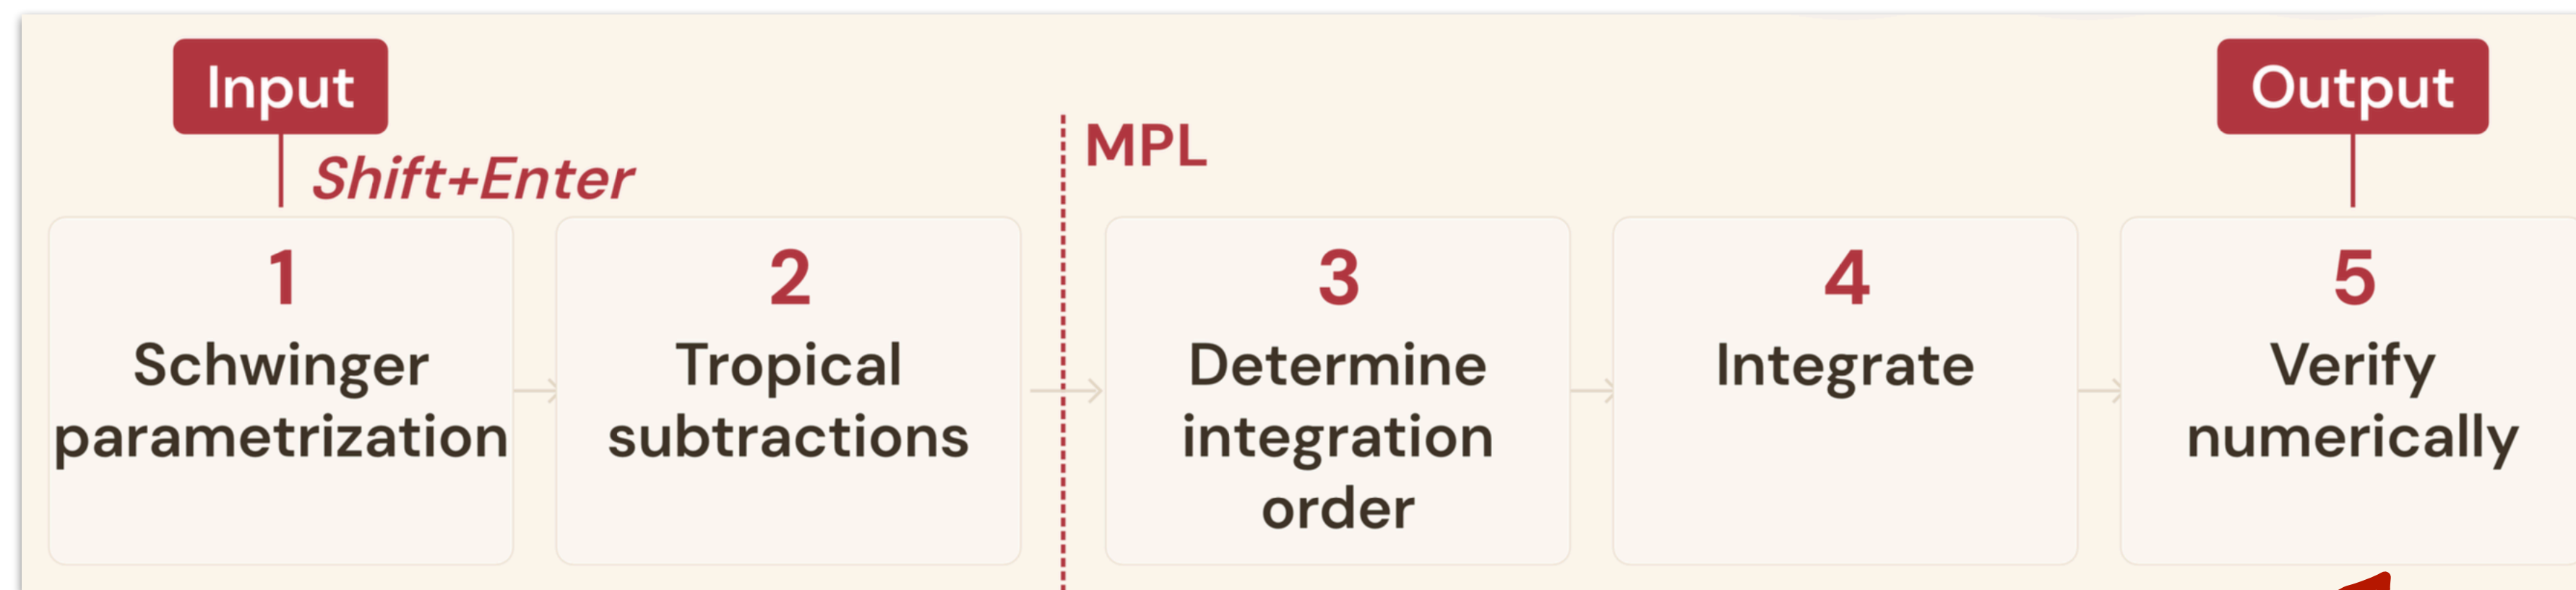 Input
Output
Shift+Enter
MPL
1
Schwinger
parametrization
2
Tropical
subtractions
3
Determine
integration
order
4
Integrate
5
Verify
numerically